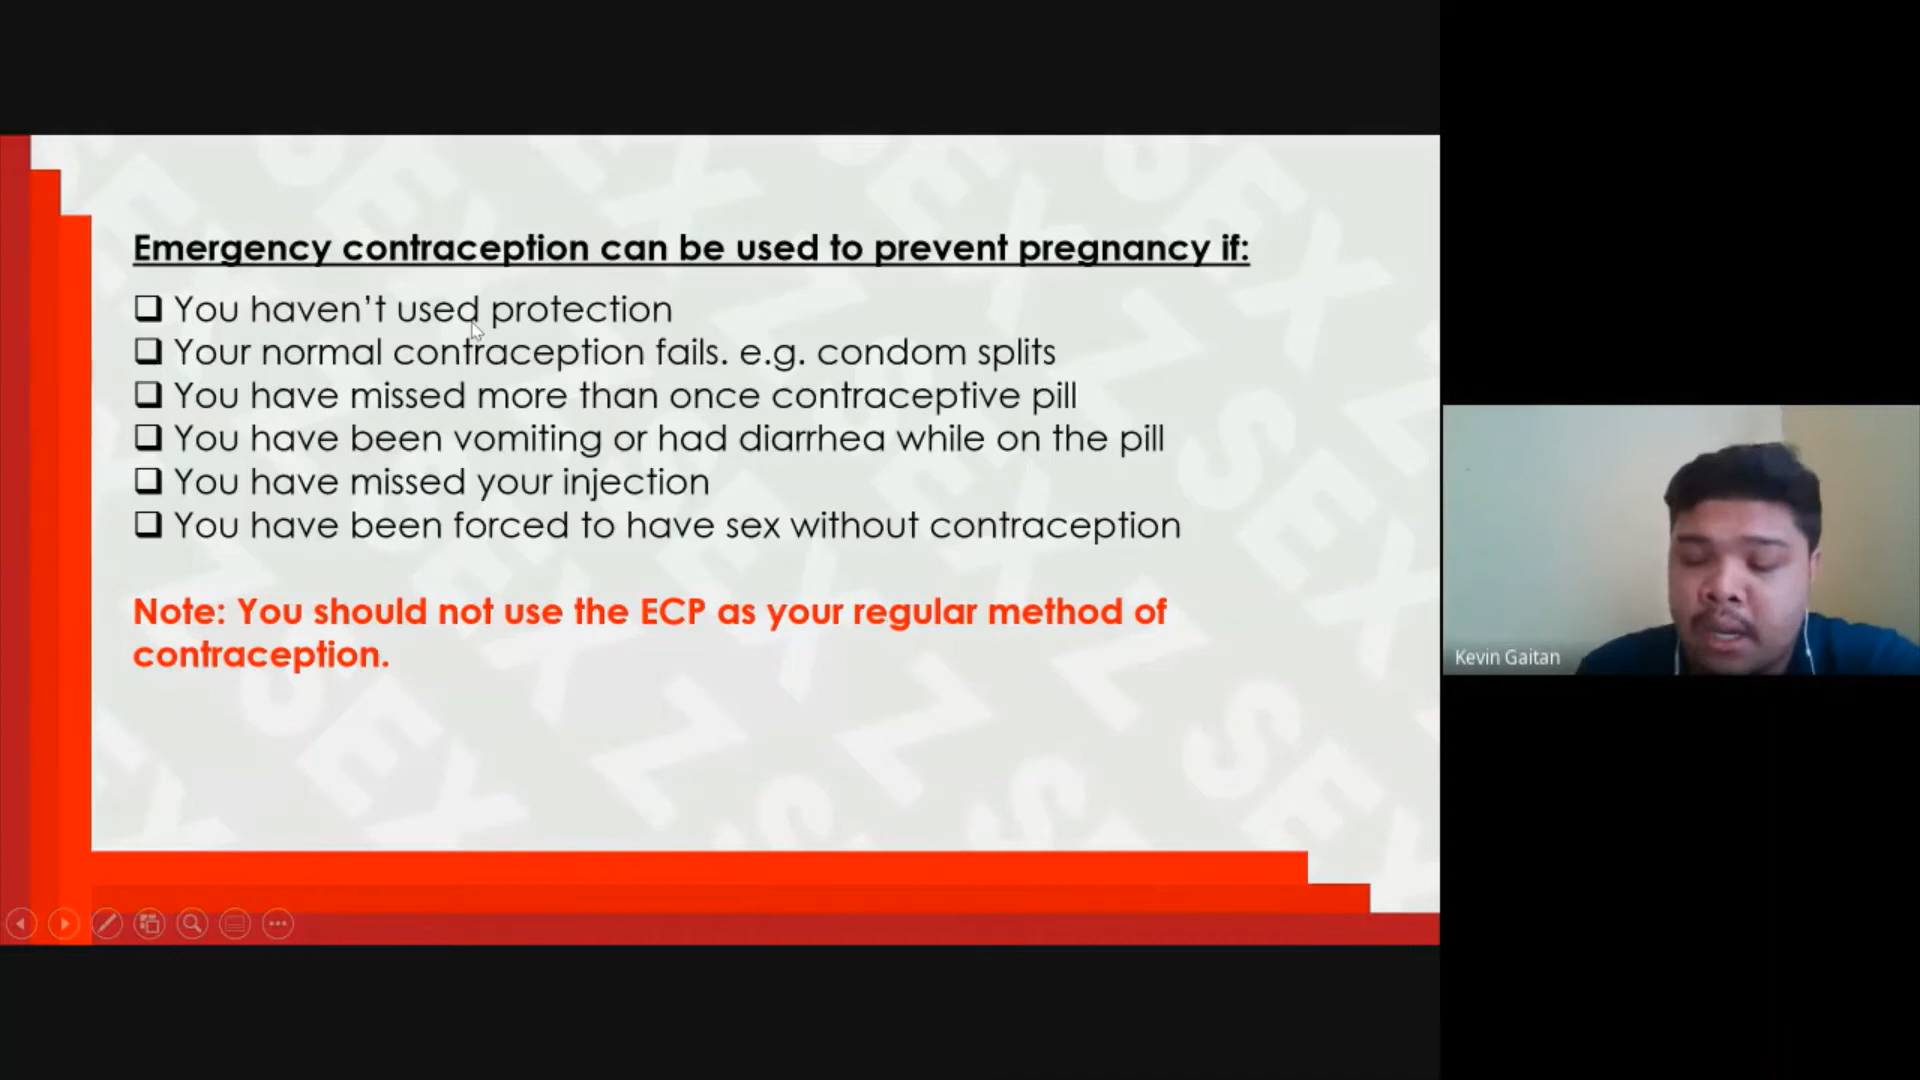 Emergency contraception can be used to prevent pregnancy if:
You haven't used protection
Your normal contraception fails. e.g. condom splits
You have missed more than once contraceptive pill
You have been vomiting or had diarrhea while on the pill
You have missed your injection
You have been forced to have sex without contraception
Note: You should not use the ECP as your regular method of
contraception.
Kevin Gaitan